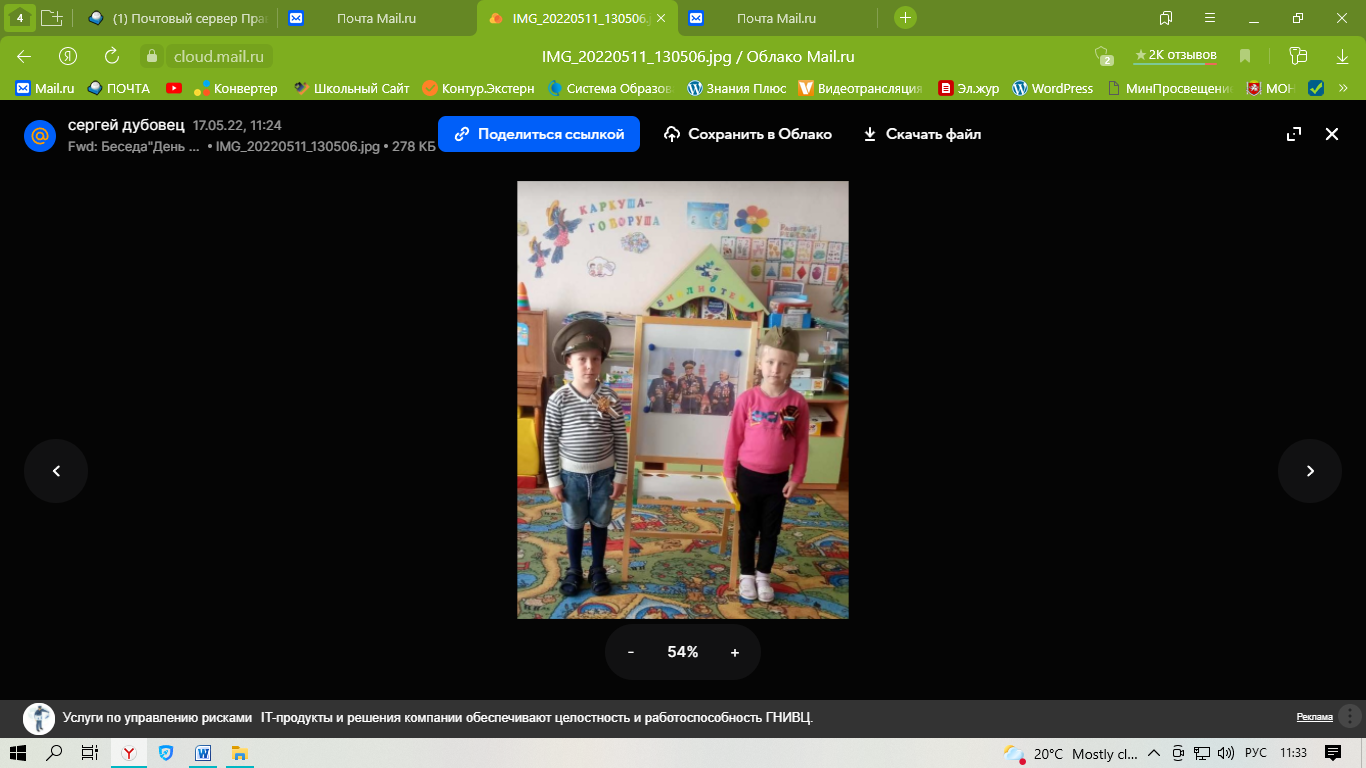 4
(1) Почтовый сервер Пра
Почта Mail.ru
IMG_20220511_130506.j
Почта Mail.ru
cloud.mail.ru
IMG_20220511_130506.jpg / Облако Mail.ru
2
2К отзывов
Mail.ru
ПОЧТА
Конвертер
Школьный Сайт
Контур.Экстерн
Система Образов
Знания Плюс
Видеотрансляция
Эл.жур
WordPress
МинПросвещени
МОН
сергей дубовец 17.05.22, 11:24
Fwd: Беседа"День ... • IMG_20220511_130506.jpg • 278 КБ
Поделиться ссылкой
Сохранить в Облако
Скачать файл
КАРКУША-
ГОВОРУША
БИБЛИОТЕКА
- 54% +
Услуги по управлению рисками IT-продукты и решения компании обеспечивают целостность и работоспособность ГНИВЦ.
Реклама
20°C Mostly cl...
РУС
11:33